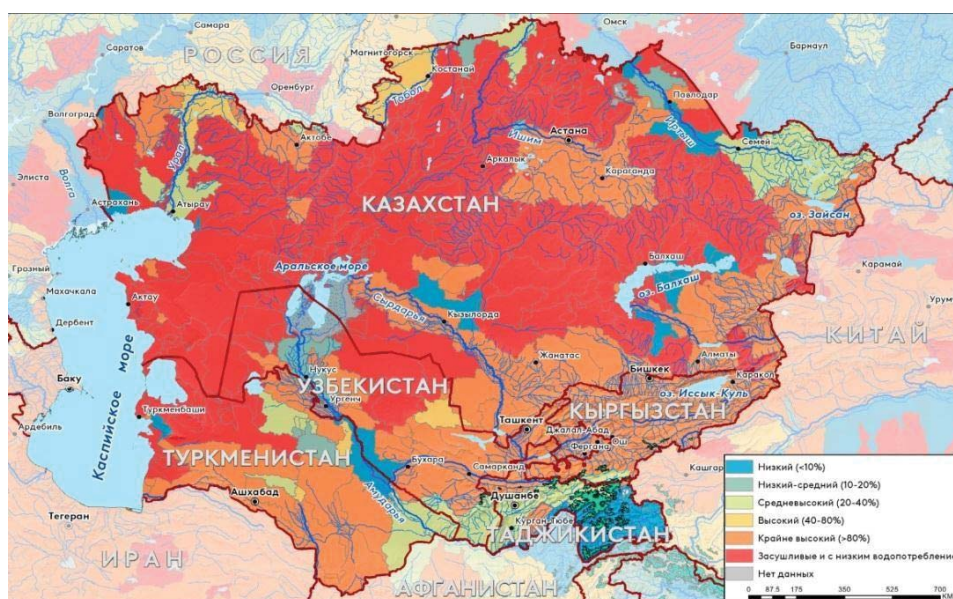 Самара
Омск
Саратов
РОССИЯ
Магнитогорск
Барнаул
Костанай
Оренбург
Тобол
Павлодар
Волгоград
Урал
Актобе
Иртыш
Астана
Ишим
Семей
Элиста
Волга
Аркалык
Караганда
Астрахань
Атырау
КАЗАХСТАН
оз. Зайсан
Балхаш
Грозный
Аральское море
оз. Балхаш
Карамай
Махачкала
Актау
Сырдарья
Кызылорда
Урум
Дербент
КИТАЙ
Каспийское море
Жанатас
Алматы
Нукус
Бишкек
Каракол
Баку
УЗБЕКИСТАН
оз. Иссык-Куль
Ургенч
КЫРГЫЗСТАН
Ардебиль
Туркменбаши
Ташкент
Джалал-Абад
Ош
Фергана
ТУРКМЕНИСТАН
Бухара
Самарканд
Кашгар
Ашхабад
Амударья
Душанбе
Тегеран
Курган-Тюбе
ТАДЖИКИСТАН
ИРАН
АФГАНИСТАН
Низкий (<10%)
Низкий-средний (10-20%)
Средневысокий (20-40%)
Высокий (40-80%)
Крайне высокий (>80%)
Засушливые и с низким водопотребление
Нет данных
0 87.5 175 350 525 700
КМ